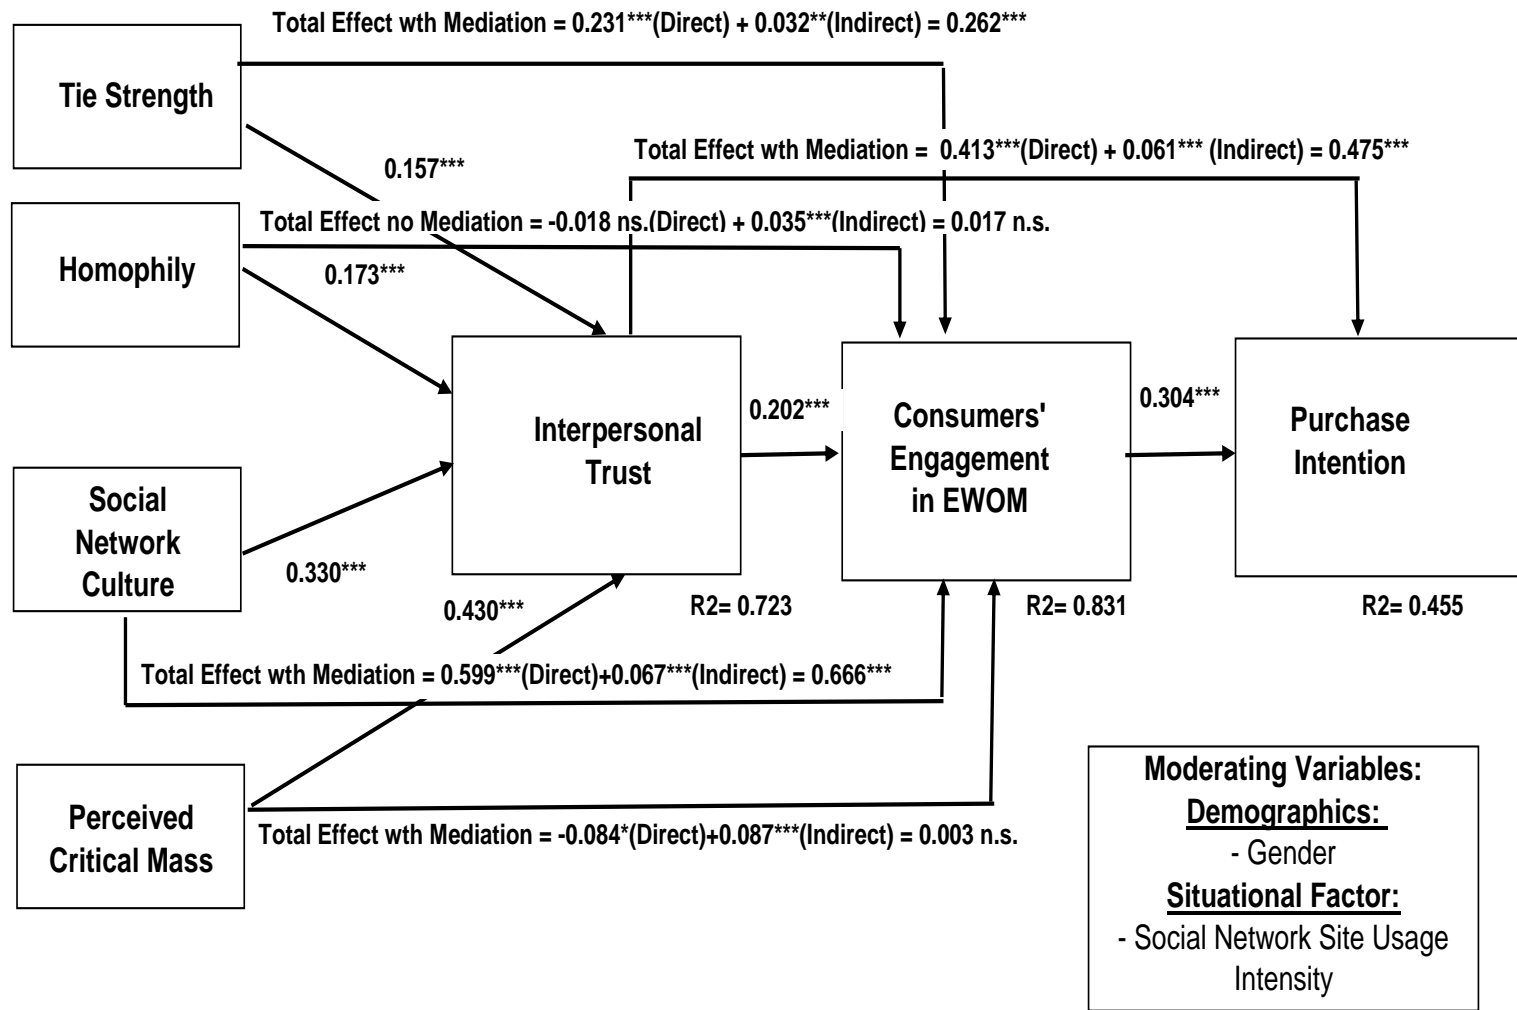 Total Effect wth Mediation = 0.231***(Direct) + 0.032**(Indirect) = 0.262***
Tie Strength
Total Effect wth Mediation =  0.413***(Direct) + 0.061*** (Indirect) = 0.475***
0.157***
Total Effect no Mediation = -0.018 ns.(Direct) + 0.035***(Indirect) = 0.017 n.s.
Homophily
0.173***
Interpersonal
Trust
0.202***
Consumers'
Engagement
in EWOM
0.304***
Purchase
Intention
Social
Network
Culture
0.330***
0.430***
R2= 0.723
R2= 0.831
R2= 0.455
Total Effect wth Mediation = 0.599***(Direct)+0.067***(Indirect) = 0.666***
Perceived
Critical Mass
Total Effect wth Mediation = -0.084*(Direct)+0.087***(Indirect) = 0.003 n.s.
Moderating Variables:
Demographics:
- Gender
Situational Factor:
- Social Network Site Usage
Intensity